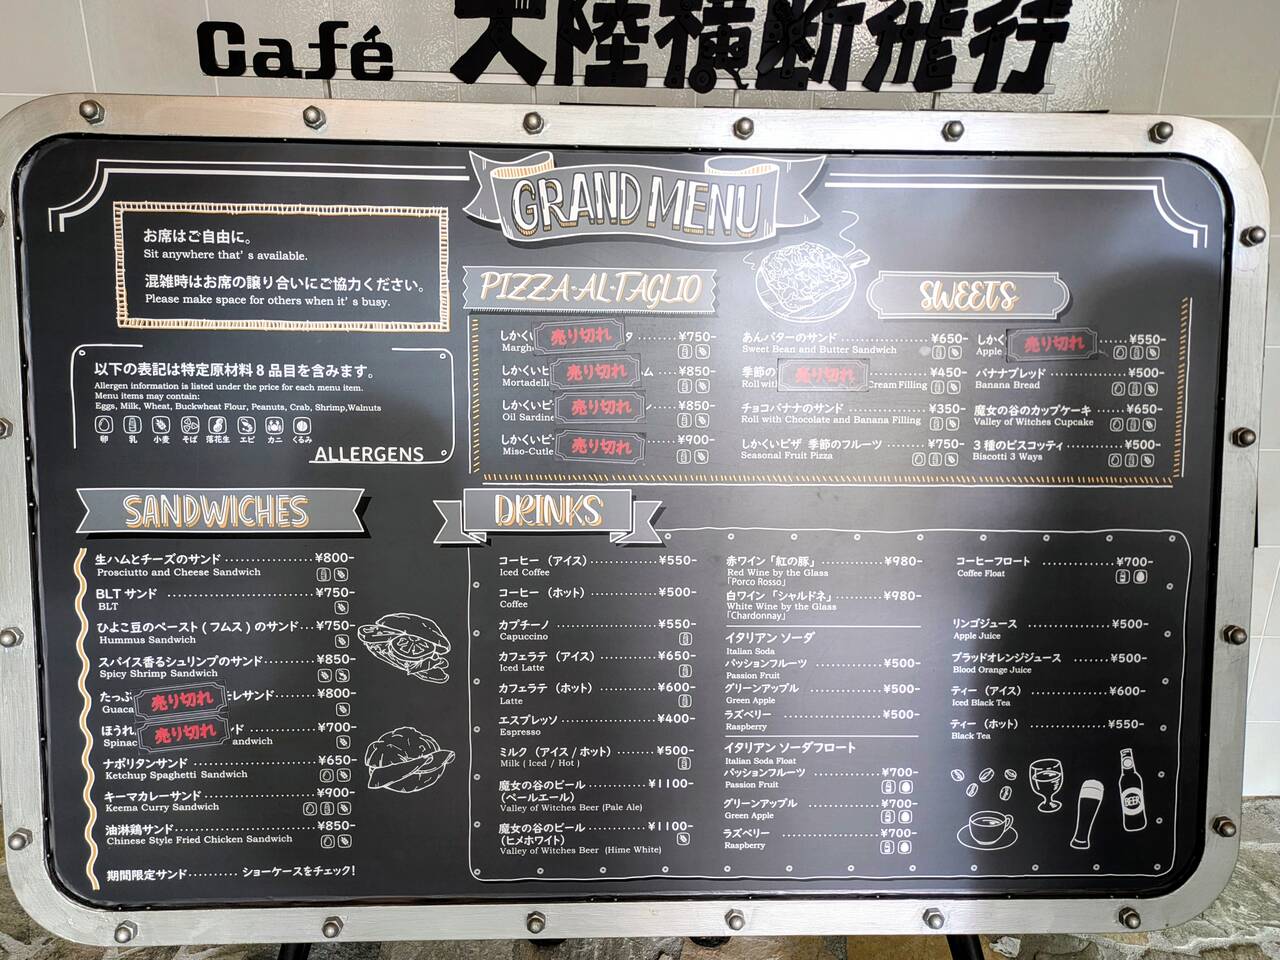 Café 大陸横断飛行
GRAND MENU
お席はご自由に。
Sit anywhere that's available.
混雑時はお席の譲り合いにご協力ください。
Please make space for others when it's busy.
以下の表記は特定原材料8品目を含みます。
Allergen information is listed under the price for each menu item.
Menu items may contain:
Eggs, Milk, Wheat, Buckwheat Flour, Peanuts, Crab, Shrimp,Walnuts
卵 乳 小麦 そば 落花生 エビ カニ くるみ
ALLERGENS
PIZZA・AL・TAGLIO
しかく 売り切れ ¥750-
Margh
しかくピ 売り切れ ム ¥850-
Mortadella
しかくピ 売り切れ ¥850-
Oil Sardine
しかくピ 売り切れ ¥900-
Miso-Cutle
SWEETS
あんバターのサンド ¥650-
Sweet Bean and Butter Sandwich
季節の 売り切れ ¥450-
Roll with Cream Filling
チョコバナナのサンド ¥350-
Roll with Chocolate and Banana Filling
しかくいピザ 季節のフルーツ ¥750-
Seasonal Fruit Pizza
しかく 売り切れ ¥550-
Apple
バナナブレッド ¥500-
Banana Bread
魔女の谷のカップケーキ ¥650-
Valley of Witches Cupcake
3種のビスコッティ ¥500-
Biscotti 3 Ways
SANDWICHES
生ハムとチーズのサンド ¥800-
Prosciutto and Cheese Sandwich
BLTサンド ¥750-
BLT
ひよこ豆のペースト(フムス)のサンド ¥750-
Hummus Sandwich
スパイス香るシュリンプのサンド ¥850-
Spicy Shrimp Sandwich
たっぷ 売り切れ レサンド ¥800-
Guaca
ほうれ 売り切れ ド ¥700-
Spinac andwich
ナポリタンサンド ¥650-
Ketchup Spaghetti Sandwich
キーマカレーサンド ¥900-
Keema Curry Sandwich
油淋鶏サンド ¥850-
Chinese Style Fried Chicken Sandwich
期間限定サンド ショーケースをチェック!
DRINKS
コーヒー (アイス) ¥550-
Iced Coffee
コーヒー (ホット) ¥500-
Coffee
カプチーノ ¥550-
Capuccino
カフェラテ (アイス) ¥650-
Iced Latte
カフェラテ (ホット) ¥600-
Latte
エスプレッソ ¥400-
Espresso
ミルク (アイス / ホット) ¥500-
Milk ( Iced / Hot )
魔女の谷のビール ¥1100-
(ペールエール)
Valley of Witches Beer (Pale Ale)
魔女の谷のビール ¥1100-
(ヒメホワイト)
Valley of Witches Beer (Hime White)
赤ワイン「紅の豚」 ¥980-
Red Wine by the Glass
「Porco Rosso」
白ワイン「シャルドネ」 ¥980-
White Wine by the Glass
「Chardonnay」
イタリアン ソーダ
Italian Soda
パッションフルーツ ¥500-
Passion Fruit
グリーンアップル ¥500-
Green Apple
ラズベリー ¥500-
Raspberry
イタリアン ソーダフロート
Italian Soda Float
パッションフルーツ ¥700-
Passion Fruit
グリーンアップル ¥700-
Green Apple
ラズベリー ¥700-
Raspberry
コーヒーフロート ¥700-
Coffee Float
リンゴジュース ¥500-
Apple Juice
ブラッドオレンジジュース ¥500-
Blood Orange Juice
ティー (アイス) ¥600-
Iced Black Tea
ティー (ホット) ¥550-
Black Tea
BEER